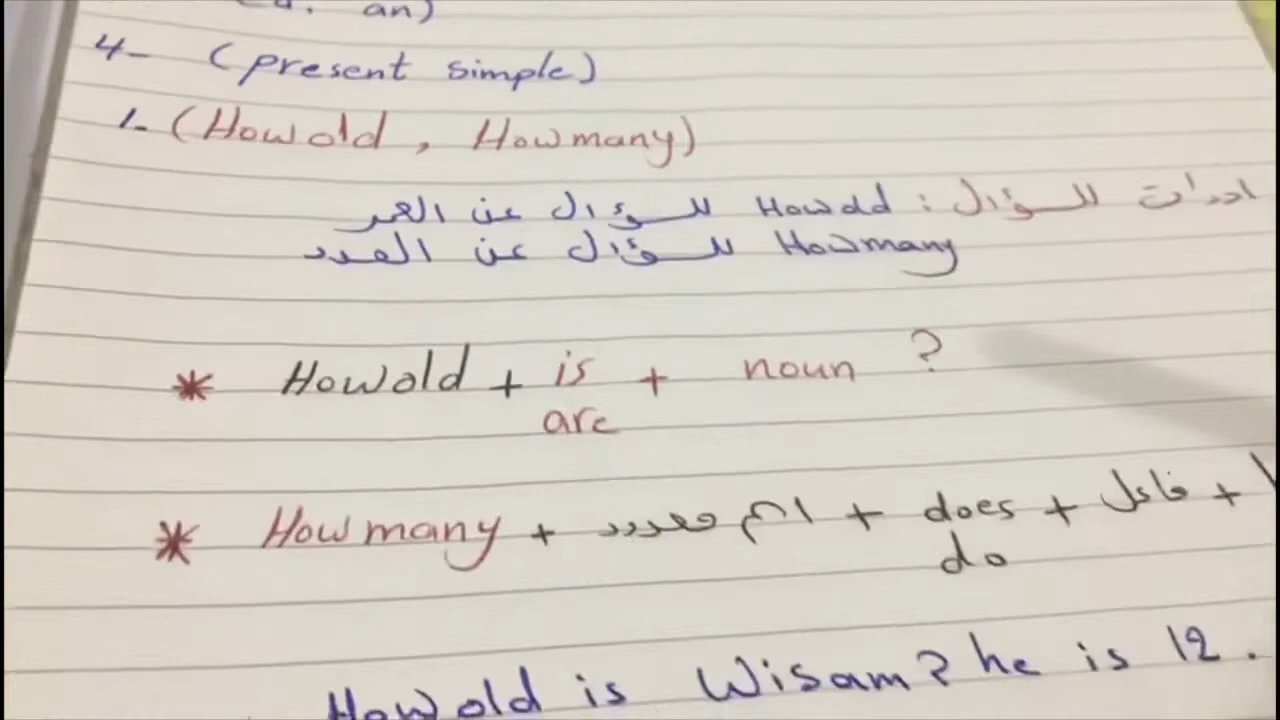 an)
4- (present simple)
1- (How old, How many)
ادوات للسؤال : How old للسؤال عن العمر
How many للسؤال عن العدد
* How old + is + noun ?
are
* How many + اسم معدود + does + فاعل +
do
How old is Wisam? he is 12.